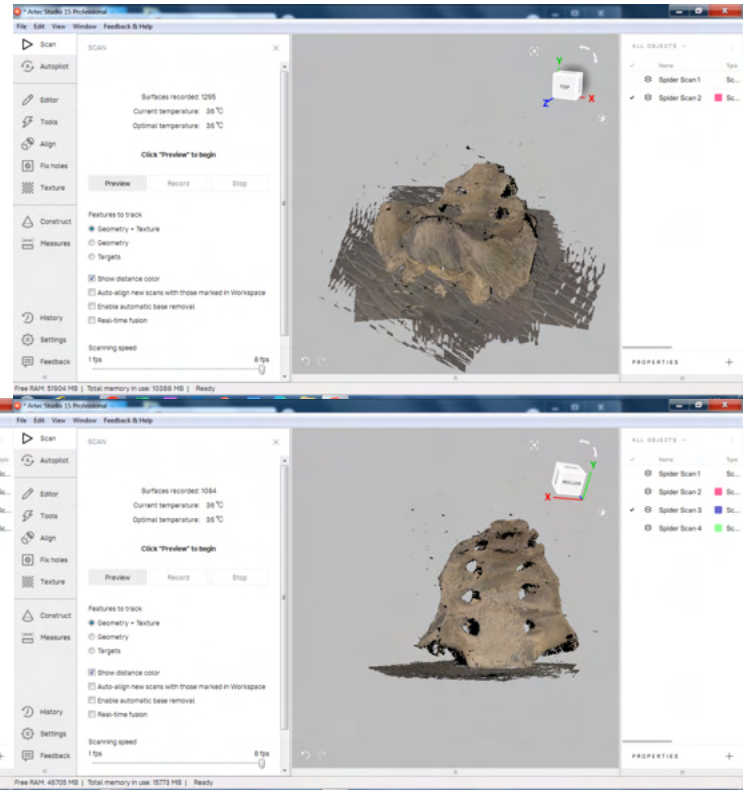 * Artec Studio 15 Professional
File Edit View Window Feedback & Help
Scan
Autopilot
Editor
Tools
Align
Fix holes
Texture
Construct
Measures
History
Settings
Feedback
SCAN
Surfaces recorded: 1295
Current temperature: 36 °C
Optimal temperature: 36 °C
Click "Preview" to begin
Preview Record Stop
Features to track
Geometry + Texture
Geometry
Targets
Show distance color
Auto-align new scans with those marked in Workspace
Enable automatic base removal
Real-time fusion
Scanning speed
1 fps 8 fps
Y
TOP
Z X
ALL OBJECTS
Name Type
Spider Scan 1
Spider Scan 2 Sc...
PROPERTIES
Free RAM: 51904 MB | Total memory in use: 10388 MB | Ready
* Artec Studio 15 Professional
File Edit View Window Feedback & Help
Scan
Autopilot
Editor
Tools
Align
Fix holes
Texture
Construct
Measures
History
Settings
Feedback
SCAN
Surfaces recorded: 1084
Current temperature: 36 °C
Optimal temperature: 36 °C
Click "Preview" to begin
Preview Record Stop
Features to track
Geometry + Texture
Geometry
Targets
Show distance color
Auto-align new scans with those marked in Workspace
Enable automatic base removal
Real-time fusion
Scanning speed
1 fps 8 fps
Y
X
ALL OBJECTS
Name Type
Spider Scan 1
Spider Scan 2 Sc...
Spider Scan 3 Sc...
Spider Scan 4 Sc...
PROPERTIES
Free RAM: 46705 MB | Total memory in use: 15773 MB | Ready